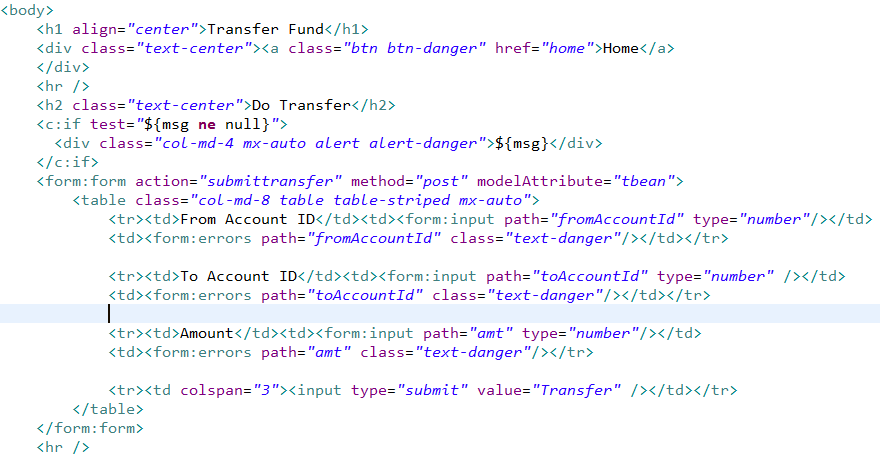 <body>
<h1 align="center">Transfer Fund</h1>
<div class="text-center"><a class="btn btn-danger" href="home">Home</a>
</div>
<hr />
<h2 class="text-center">Do Transfer</h2>
<c:if test="${msg ne null}">
<div class="col-md-4 mx-auto alert alert-danger">${msg}</div>
</c:if>
<form:form action="submittransfer" method="post" modelAttribute="tbean">
<table class="col-md-8 table table-striped mx-auto">
<tr><td>From Account ID</td><td><form:input path="fromAccountId" type="number"/></td>
<td><form:errors path="fromAccountId" class="text-danger"/></td></tr>
<tr><td>To Account ID</td><td><form:input path="toAccountId" type="number" /></td>
<td><form:errors path="toAccountId" class="text-danger"/></td></tr>
<tr><td>Amount</td><td><form:input path="amt" type="number"/></td>
<td><form:errors path="amt" class="text-danger"/></tr>
<tr><td colspan="3"><input type="submit" value="Transfer" /></td></tr>
</table>
</form:form>
<hr />